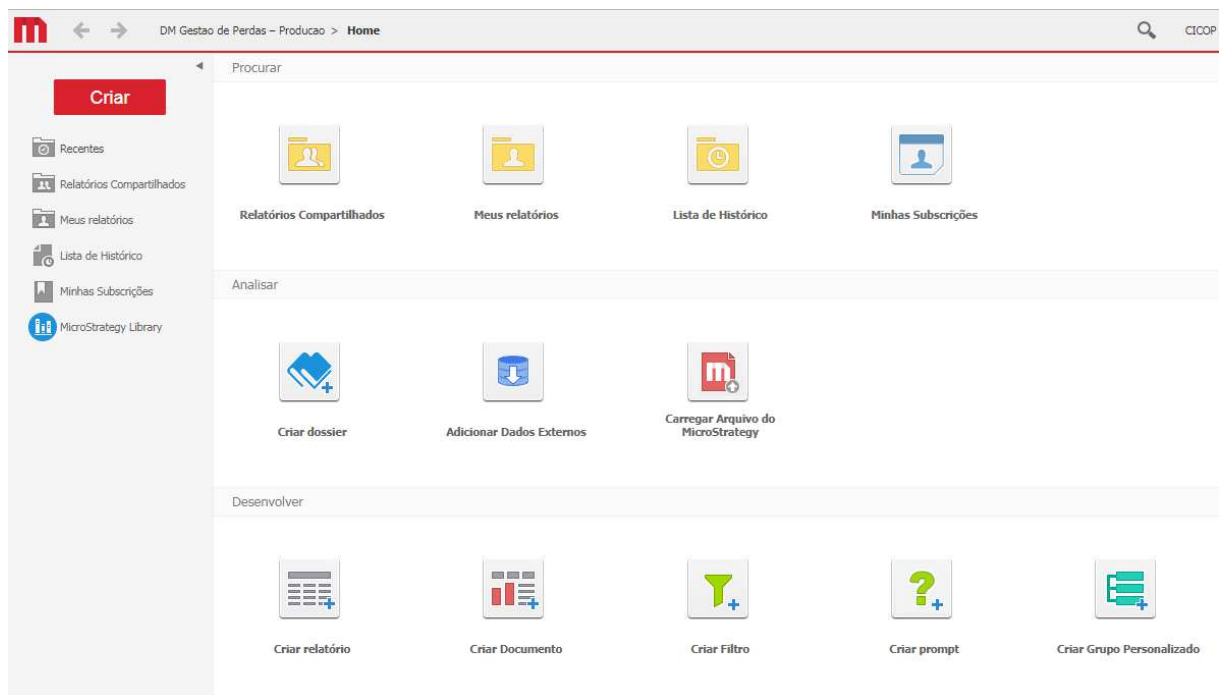 DM Gestao de Perdas – Producao > Home
CICOP
Criar
Recentes
Relatórios Compartilhados
Meus relatórios
Lista de Histórico
Minhas Subscrições
MicroStrategy Library
Procurar
Relatórios Compartilhados
Meus relatórios
Lista de Histórico
Minhas Subscrições
Analisar
Criar dossier
Adicionar Dados Externos
Carregar Arquivo do
MicroStrategy
Desenvolver
Criar relatório
Criar Documento
Criar Filtro
Criar prompt
Criar Grupo Personalizado